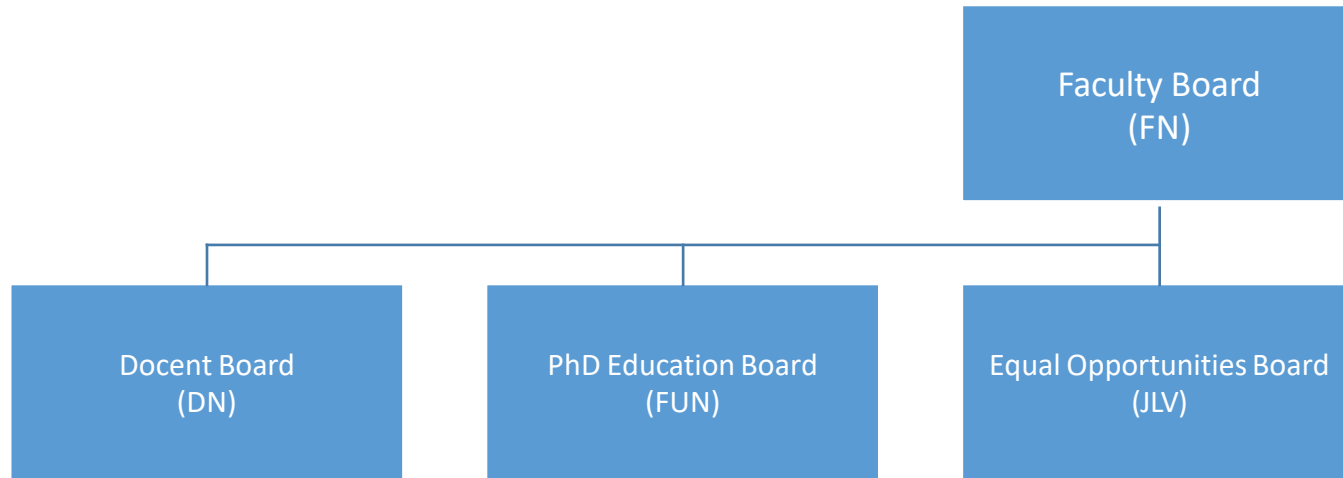 Faculty Board
(FN)
Docent Board
(DN)
PhD Education Board
(FUN)
Equal Opportunities Board
(JLV)